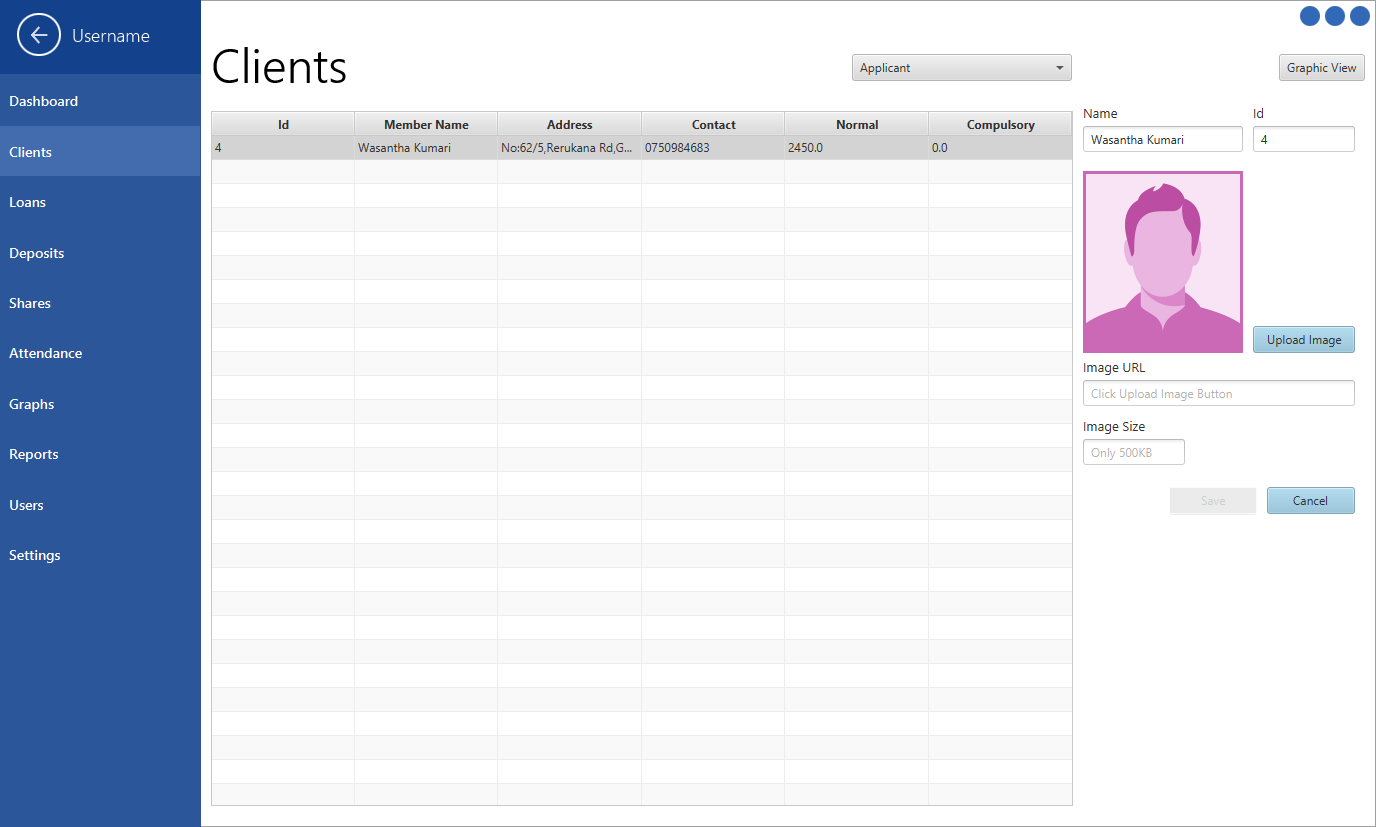 Username
Dashboard
Clients
Loans
Deposits
Shares
Attendance
Graphs
Reports
Users
Settings
Clients
Applicant
Graphic View
Id Member Name Address Contact Normal Compulsory
4 Wasantha Kumari No:62/5,Rerukana Rd,G... 0750984683 2450.0 0.0
Name Id
Wasantha Kumari 4
Upload Image
Image URL
Click Upload Image Button
Image Size
Only 500KB
Save Cancel